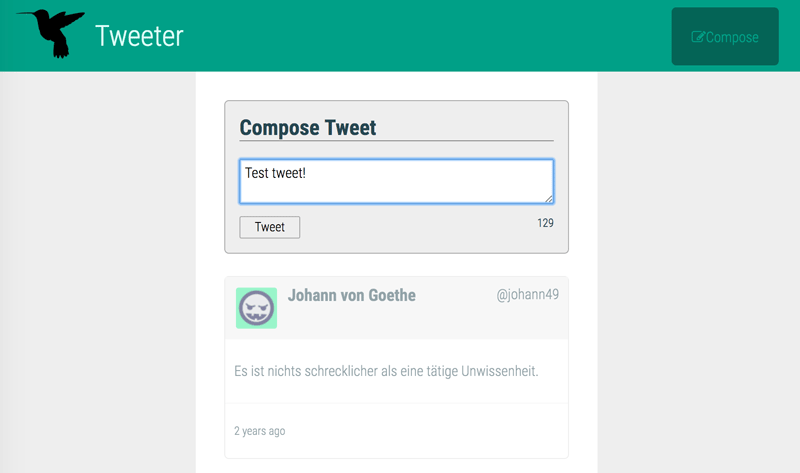 Tweeter
Compose
Compose Tweet
Test tweet!
Tweet
129
Johann von Goethe
@johann49
Es ist nichts schrecklicher als eine tätige Unwissenheit.
2 years ago